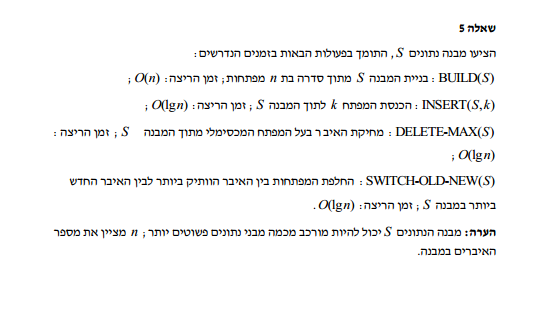 שאלה 5
הציעו מבנה נתונים S, התומך בפעולות הבאות בזמנים הנדרשים:
BUILD(S) : בניית המבנה S מתוך סדרה בת n מפתחות; זמן הריצה: O(n) ;
INSERT(S,k) : הכנסת המפתח k לתוך המבנה S ; זמן הריצה: O(lg n) ;
DELETE-MAX(S) : מחיקת האיבר בעל המפתח המכסימלי מתוך המבנה S ; זמן הריצה :
O(lg n) ;
SWITCH-OLD-NEW(S) : החלפת המפתחות בין האיבר הוותיק ביותר לבין האיבר החדש
ביותר במבנה S ; זמן הריצה: O(lg n) .
הערה: מבנה הנתונים S יכול להיות מורכב מכמה מבני נתונים פשוטים יותר ; n מציין את מספר
האיברים במבנה.